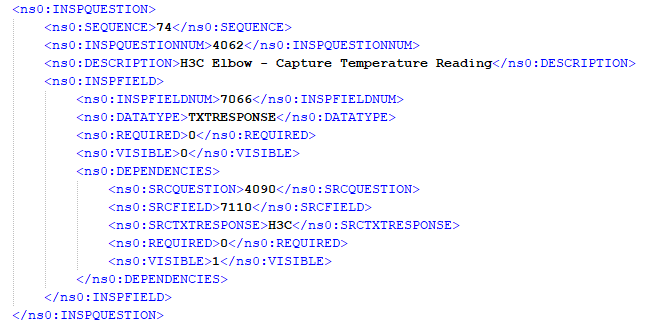 <ns0:INSPQUESTION>
<ns0:SEQUENCE>74</ns0:SEQUENCE>
<ns0:INSPQUESTIONNUM>4062</ns0:INSPQUESTIONNUM>
<ns0:DESCRIPTION>H3C Elbow - Capture Temperature Reading</ns0:DESCRIPTION>
<ns0:INSPFIELD>
<ns0:INSPFIELDNUM>7066</ns0:INSPFIELDNUM>
<ns0:DATATYPE>TXTRESPONSE</ns0:DATATYPE>
<ns0:REQUIRED>0</ns0:REQUIRED>
<ns0:VISIBLE>0</ns0:VISIBLE>
<ns0:DEPENDENCIES>
<ns0:SRCQUESTION>4090</ns0:SRCQUESTION>
<ns0:SRCFIELD>7110</ns0:SRCFIELD>
<ns0:SRCTXTRESPONSE>H3C</ns0:SRCTXTRESPONSE>
<ns0:REQUIRED>0</ns0:REQUIRED>
<ns0:VISIBLE>1</ns0:VISIBLE>
</ns0:DEPENDENCIES>
</ns0:INSPFIELD>
</ns0:INSPQUESTION>